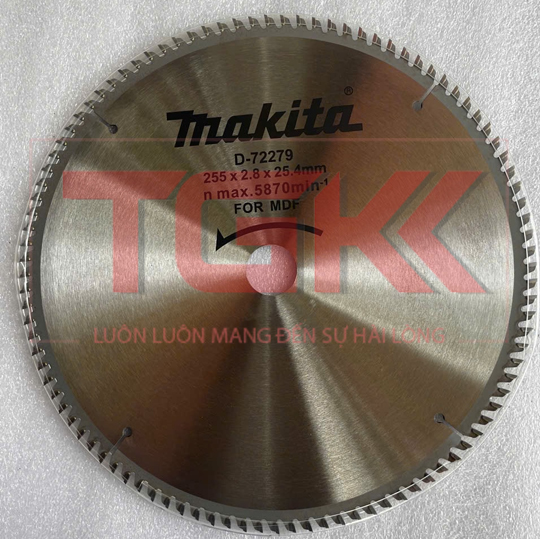 Makita®
D-72279
255 x 2.8 x 25.4mm
n max.5870min⁻¹
FOR MDF
TGK
LUÔN LUÔN MANG ĐẾN SỰ HÀI LÒNG